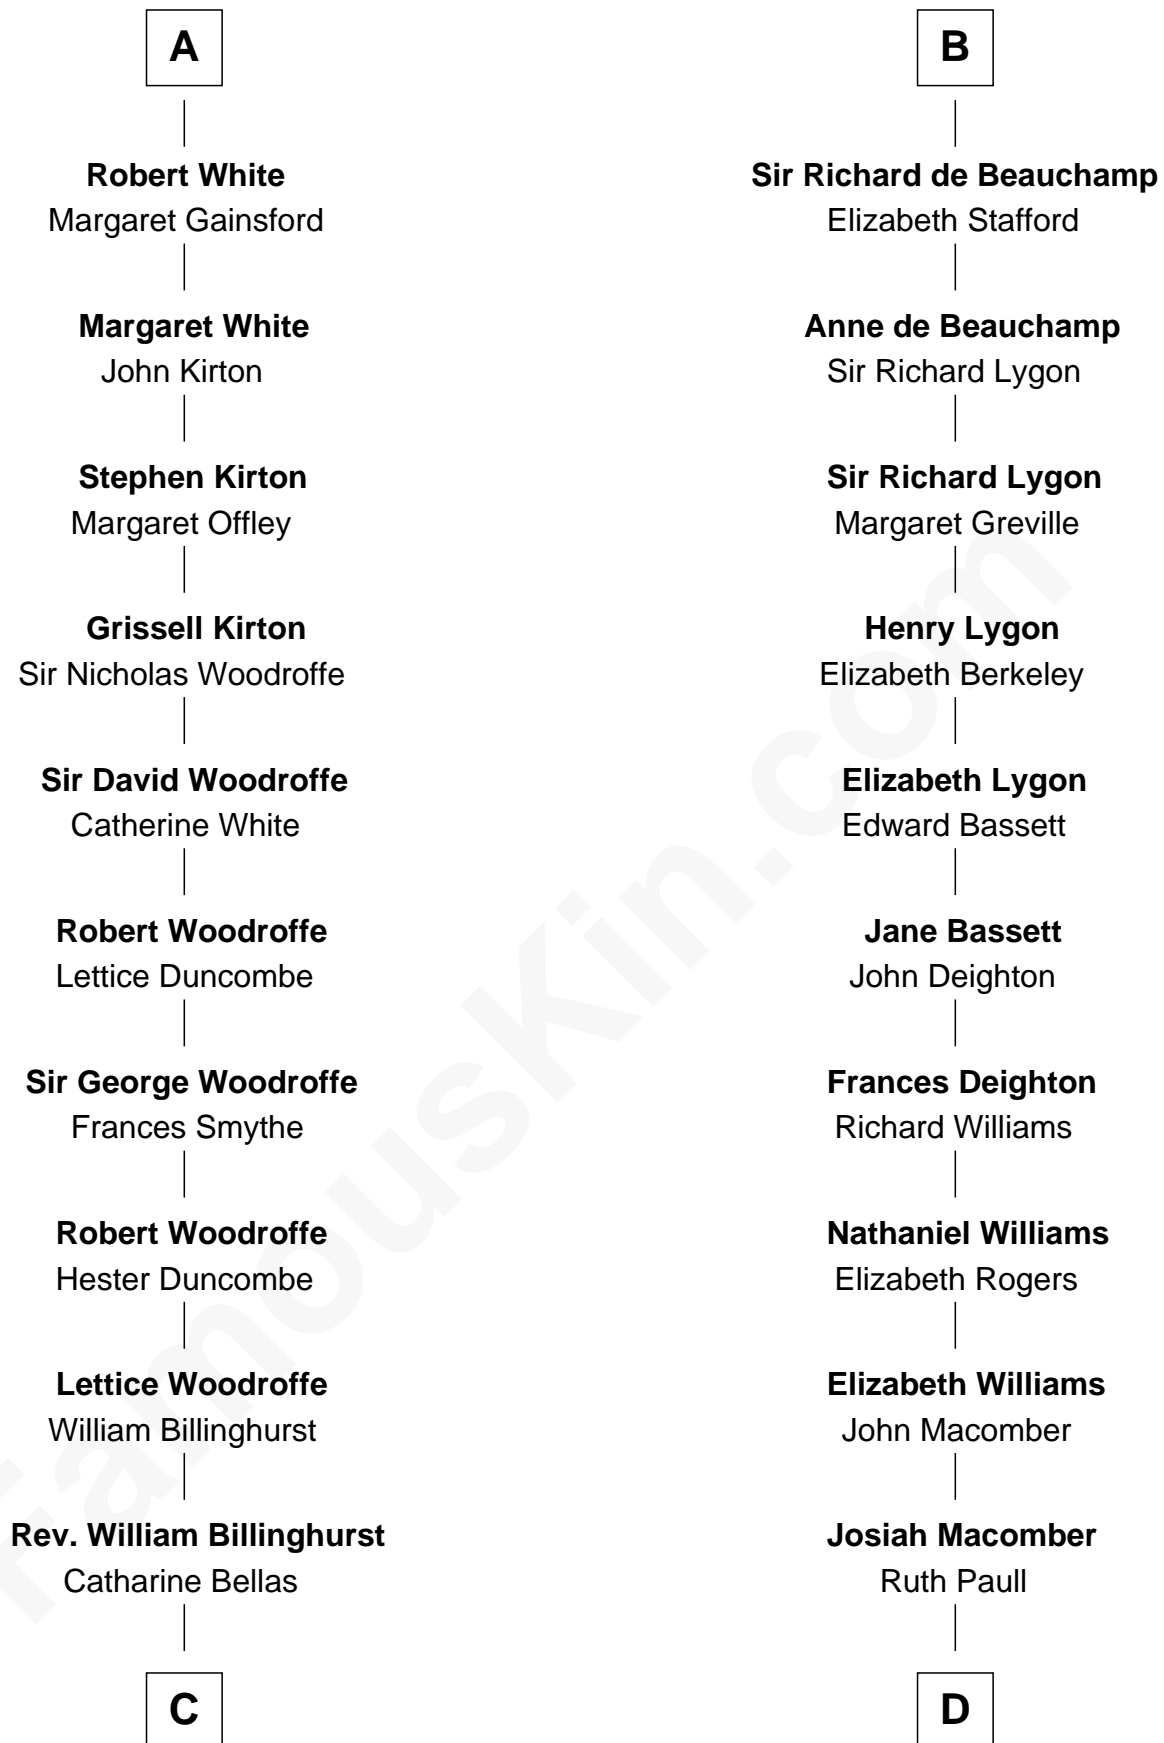 A
Robert White
Margaret Gainsford
Margaret White
John Kirton
Stephen Kirton
Margaret Offley
Grissell Kirton
Sir Nicholas Woodroffe
Sir David Woodroffe
Catherine White
Robert Woodroffe
Lettice Duncombe
Sir George Woodroffe
Frances Smythe
Robert Woodroffe
Hester Duncombe
Lettice Woodroffe
William Billinghurst
Rev. William Billinghurst
Catharine Bellas
C
B
Sir Richard de Beauchamp
Elizabeth Stafford
Anne de Beauchamp
Sir Richard Lygon
Sir Richard Lygon
Margaret Greville
Henry Lygon
Elizabeth Berkeley
Elizabeth Lygon
Edward Bassett
Jane Bassett
John Deighton
Frances Deighton
Richard Williams
Nathaniel Williams
Elizabeth Rogers
Elizabeth Williams
John Macomber
Josiah Macomber
Ruth Paull
D
FamousKin.com